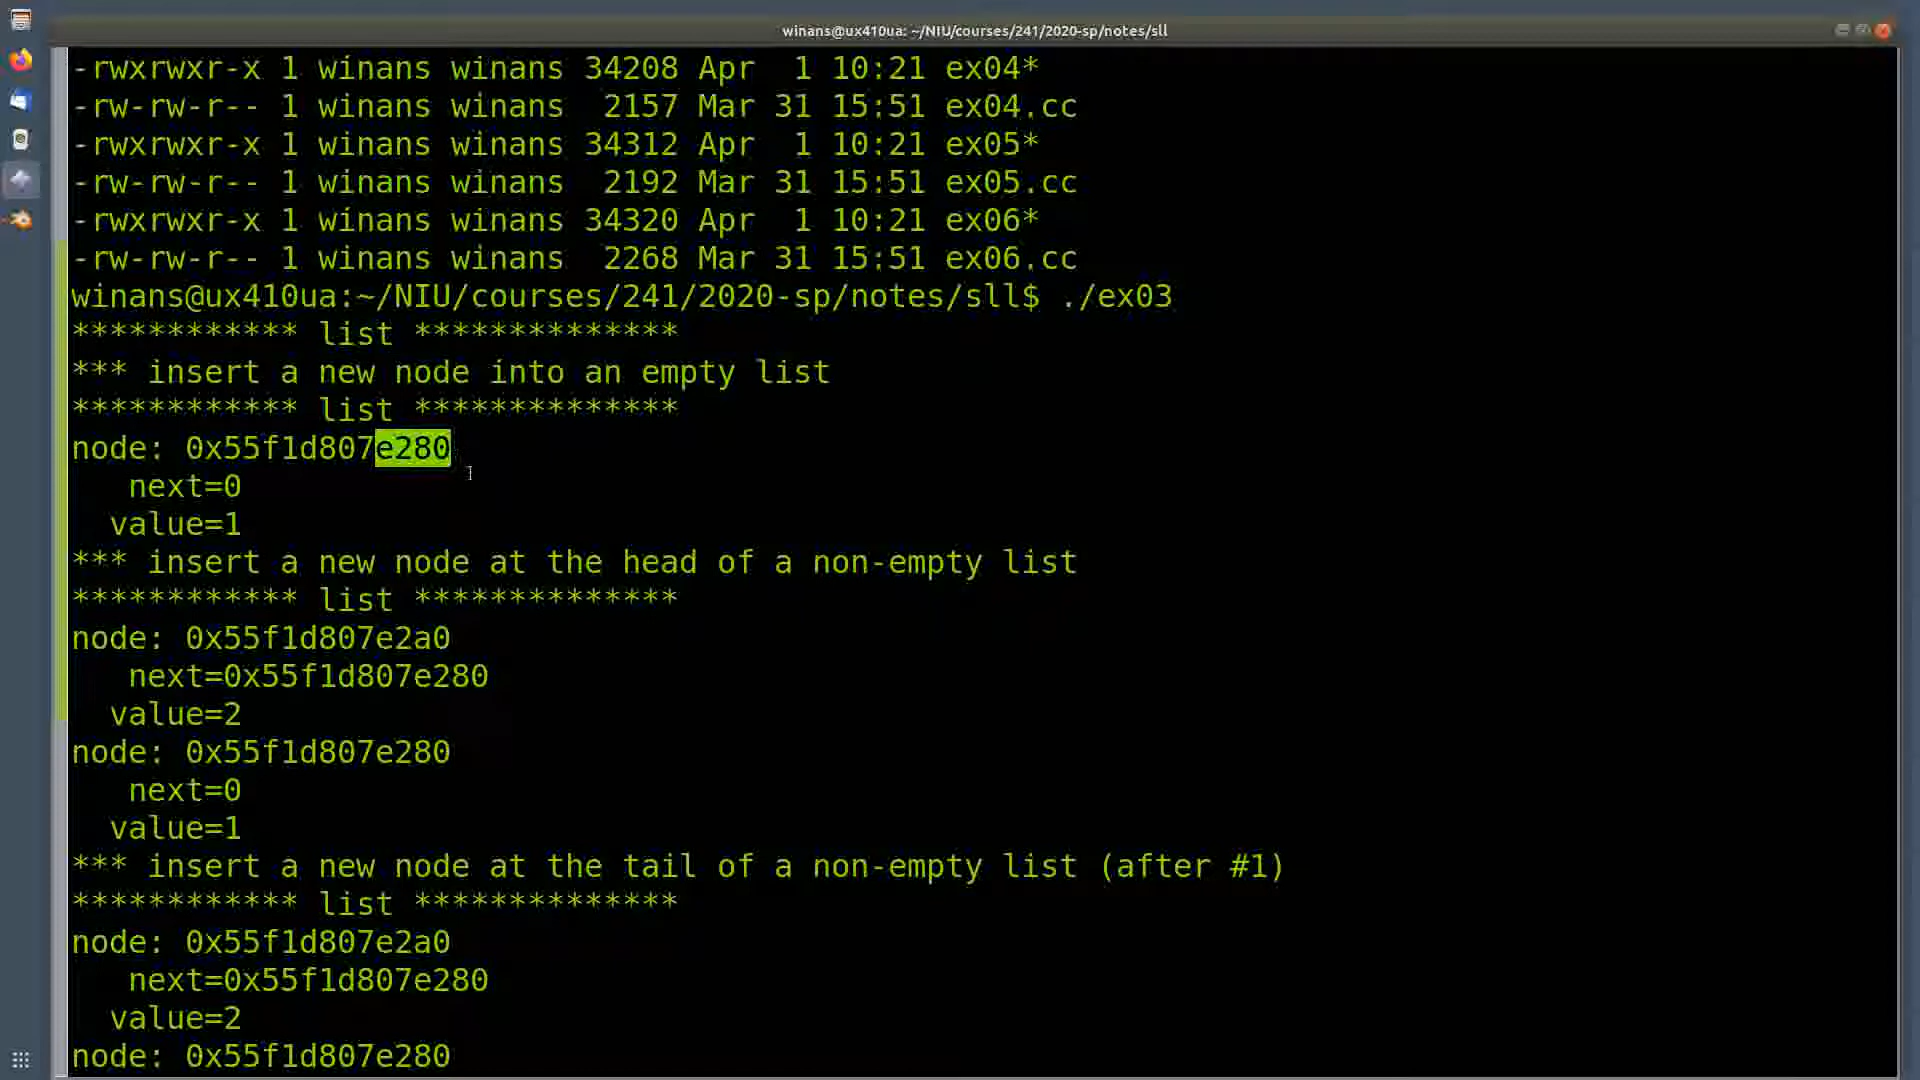 winans@ux410ua: ~/NIU/courses/241/2020-sp/notes/sll
-rwxrwxr-x 1 winans winans 34208 Apr  1 10:21 ex04*
-rw-rw-r-- 1 winans winans  2157 Mar 31 15:51 ex04.cc
-rwxrwxr-x 1 winans winans 34312 Apr  1 10:21 ex05*
-rw-rw-r-- 1 winans winans  2192 Mar 31 15:51 ex05.cc
-rwxrwxr-x 1 winans winans 34320 Apr  1 10:21 ex06*
-rw-rw-r-- 1 winans winans  2268 Mar 31 15:51 ex06.cc
winans@ux410ua:~/NIU/courses/241/2020-sp/notes/sll$ ./ex03
************ list **************
*** insert a new node into an empty list
************ list **************
node: 0x55f1d807e280
   next=0
  value=1
*** insert a new node at the head of a non-empty list
************ list **************
node: 0x55f1d807e2a0
   next=0x55f1d807e280
  value=2
node: 0x55f1d807e280
   next=0
  value=1
*** insert a new node at the tail of a non-empty list (after #1)
************ list **************
node: 0x55f1d807e2a0
   next=0x55f1d807e280
  value=2
node: 0x55f1d807e280